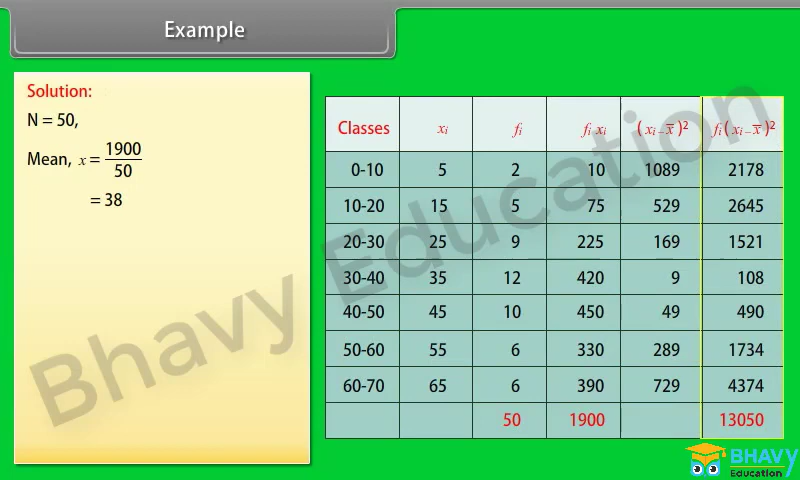 Example
Solution:
N = 50,
Mean, x = 1900/50
= 38
Classes xᵢ fᵢ fᵢ xᵢ (xᵢ – x̄)² fᵢ(xᵢ – x̄)²
0-10 5 2 10 1089 2178
10-20 15 5 75 529 2645
20-30 25 9 225 169 1521
30-40 35 12 420 9 108
40-50 45 10 450 49 490
50-60 55 6 330 289 1734
60-70 65 6 390 729 4374
50 1900 13050
Bhavy Education
BHAVY
Education